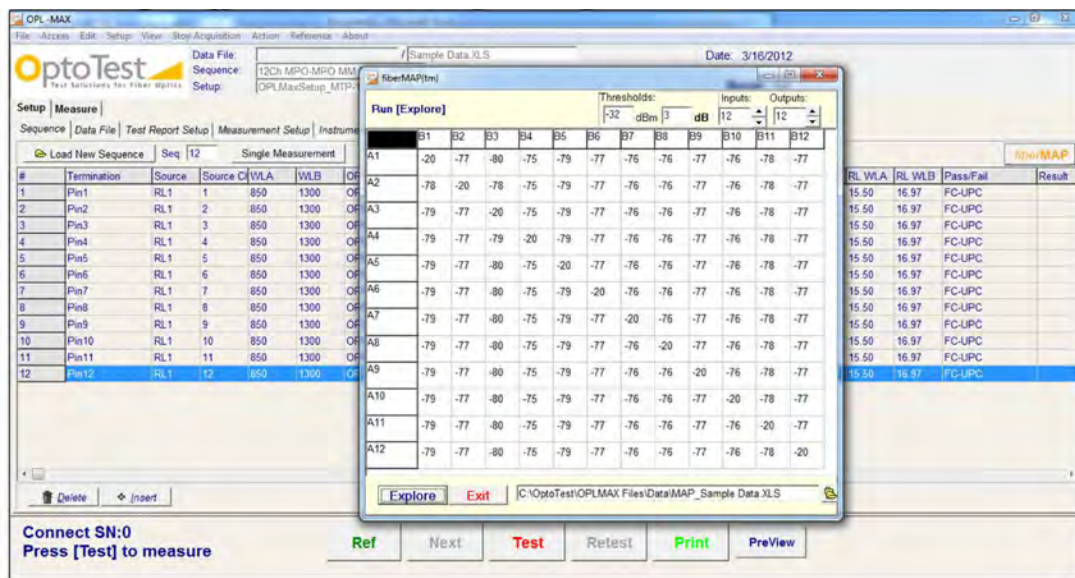 OPL -MAX
File Access Edit Setup View Stop Acquisition Action Reference About
OptoTest
Test Solutions for Fiber Optics
Data File: / Sample Data.XLS
Date: 3/16/2012
Sequence: 12Ch MPO-MPO MM
Setup: OPLMaxSetup_MTP-1
Setup Measure
Sequence Data File Test Report Setup Measurement Setup Instrume
Load New Sequence Seq 12 Single Measurement
fiberMAP
# Termination Source Source C WLA WLB OP RL WLA RL WLB Pass/Fail Result
1 Pin1 RL1 1 850 1300 OP 15.50 16.97 FC-UPC
2 Pin2 RL1 2 850 1300 OP 15.50 16.97 FC-UPC
3 Pin3 RL1 3 850 1300 OP 15.50 16.97 FC-UPC
4 Pin4 RL1 4 850 1300 OP 15.50 16.97 FC-UPC
5 Pin5 RL1 5 850 1300 OP 15.50 16.97 FC-UPC
6 Pin6 RL1 6 850 1300 OP 15.50 16.97 FC-UPC
7 Pin7 RL1 7 850 1300 OP 15.50 16.97 FC-UPC
8 Pin8 RL1 8 850 1300 OP 15.50 16.97 FC-UPC
9 Pin9 RL1 9 850 1300 OP 15.50 16.97 FC-UPC
10 Pin10 RL1 10 850 1300 OP 15.50 16.97 FC-UPC
11 Pin11 RL1 11 850 1300 OP 15.50 16.97 FC-UPC
12 Pin12 RL1 12 850 1300 OP 15.50 16.97 FC-UPC
fiberMAP(tm)
Run [Explore]
Thresholds: Inputs: Outputs:
-32 dBm 3 dB 12 12
B1 B2 B3 B4 B5 B6 B7 B8 B9 B10 B11 B12
A1 -20 -77 -80 -75 -79 -77 -76 -76 -77 -76 -78 -77
A2 -78 -20 -78 -75 -79 -77 -76 -76 -77 -76 -78 -77
A3 -79 -77 -20 -75 -79 -77 -76 -76 -77 -76 -78 -77
A4 -79 -77 -79 -20 -79 -77 -76 -76 -77 -76 -78 -77
A5 -79 -77 -80 -75 -20 -77 -76 -76 -77 -76 -78 -77
A6 -79 -77 -80 -75 -79 -20 -76 -76 -77 -76 -78 -77
A7 -79 -77 -80 -75 -79 -77 -20 -76 -77 -76 -78 -77
A8 -79 -77 -80 -75 -79 -77 -76 -20 -77 -76 -78 -77
A9 -79 -77 -80 -75 -79 -77 -76 -76 -20 -76 -78 -77
A10 -79 -77 -80 -75 -79 -77 -76 -76 -77 -20 -78 -77
A11 -79 -77 -80 -75 -79 -77 -76 -76 -77 -76 -20 -77
A12 -79 -77 -80 -75 -79 -77 -76 -76 -77 -76 -78 -20
Explore Exit C:\OptoTest\OPLMAX Files\Data\MAP_Sample Data.XLS
Delete Insert
Connect SN:0
Press [Test] to measure
Ref Next Test Retest Print PreView